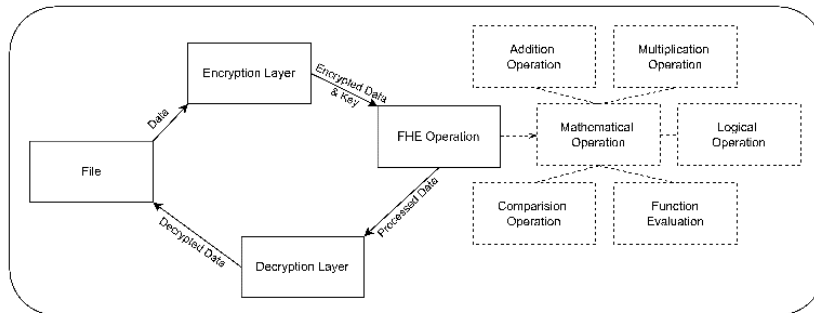 Addition
Operation
Multiplication
Operation
Encryption Layer
Encrypted Data
& Key
Data
FHE Operation
Mathematical
Operation
Logical
Operation
File
Processed Data
Comparision
Operation
Function
Evaluation
Decrypted Data
Decryption Layer